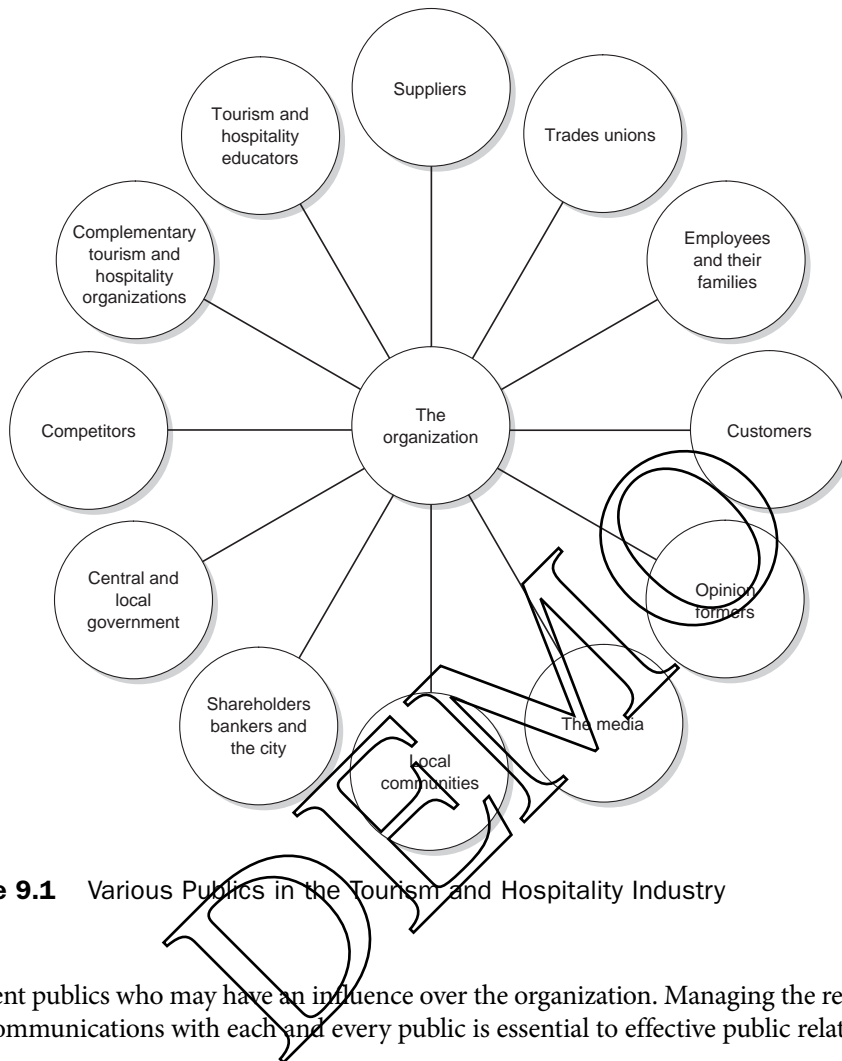 Suppliers
Tourism and
hospitality
educators
Trades unions
Complementary
tourism and
hospitality
organizations
Employees
and their
families
The
organization
Competitors
Customers
Central and
local
government
Opinion
formers
Shareholders
bankers and
the city
The media
Local
communities
DEMO
e 9.1 Various Publics in the Tourism and Hospitality Industry
ent publics who may have an influence over the organization. Managing the re
ommunications with each and every public is essential to effective public relat